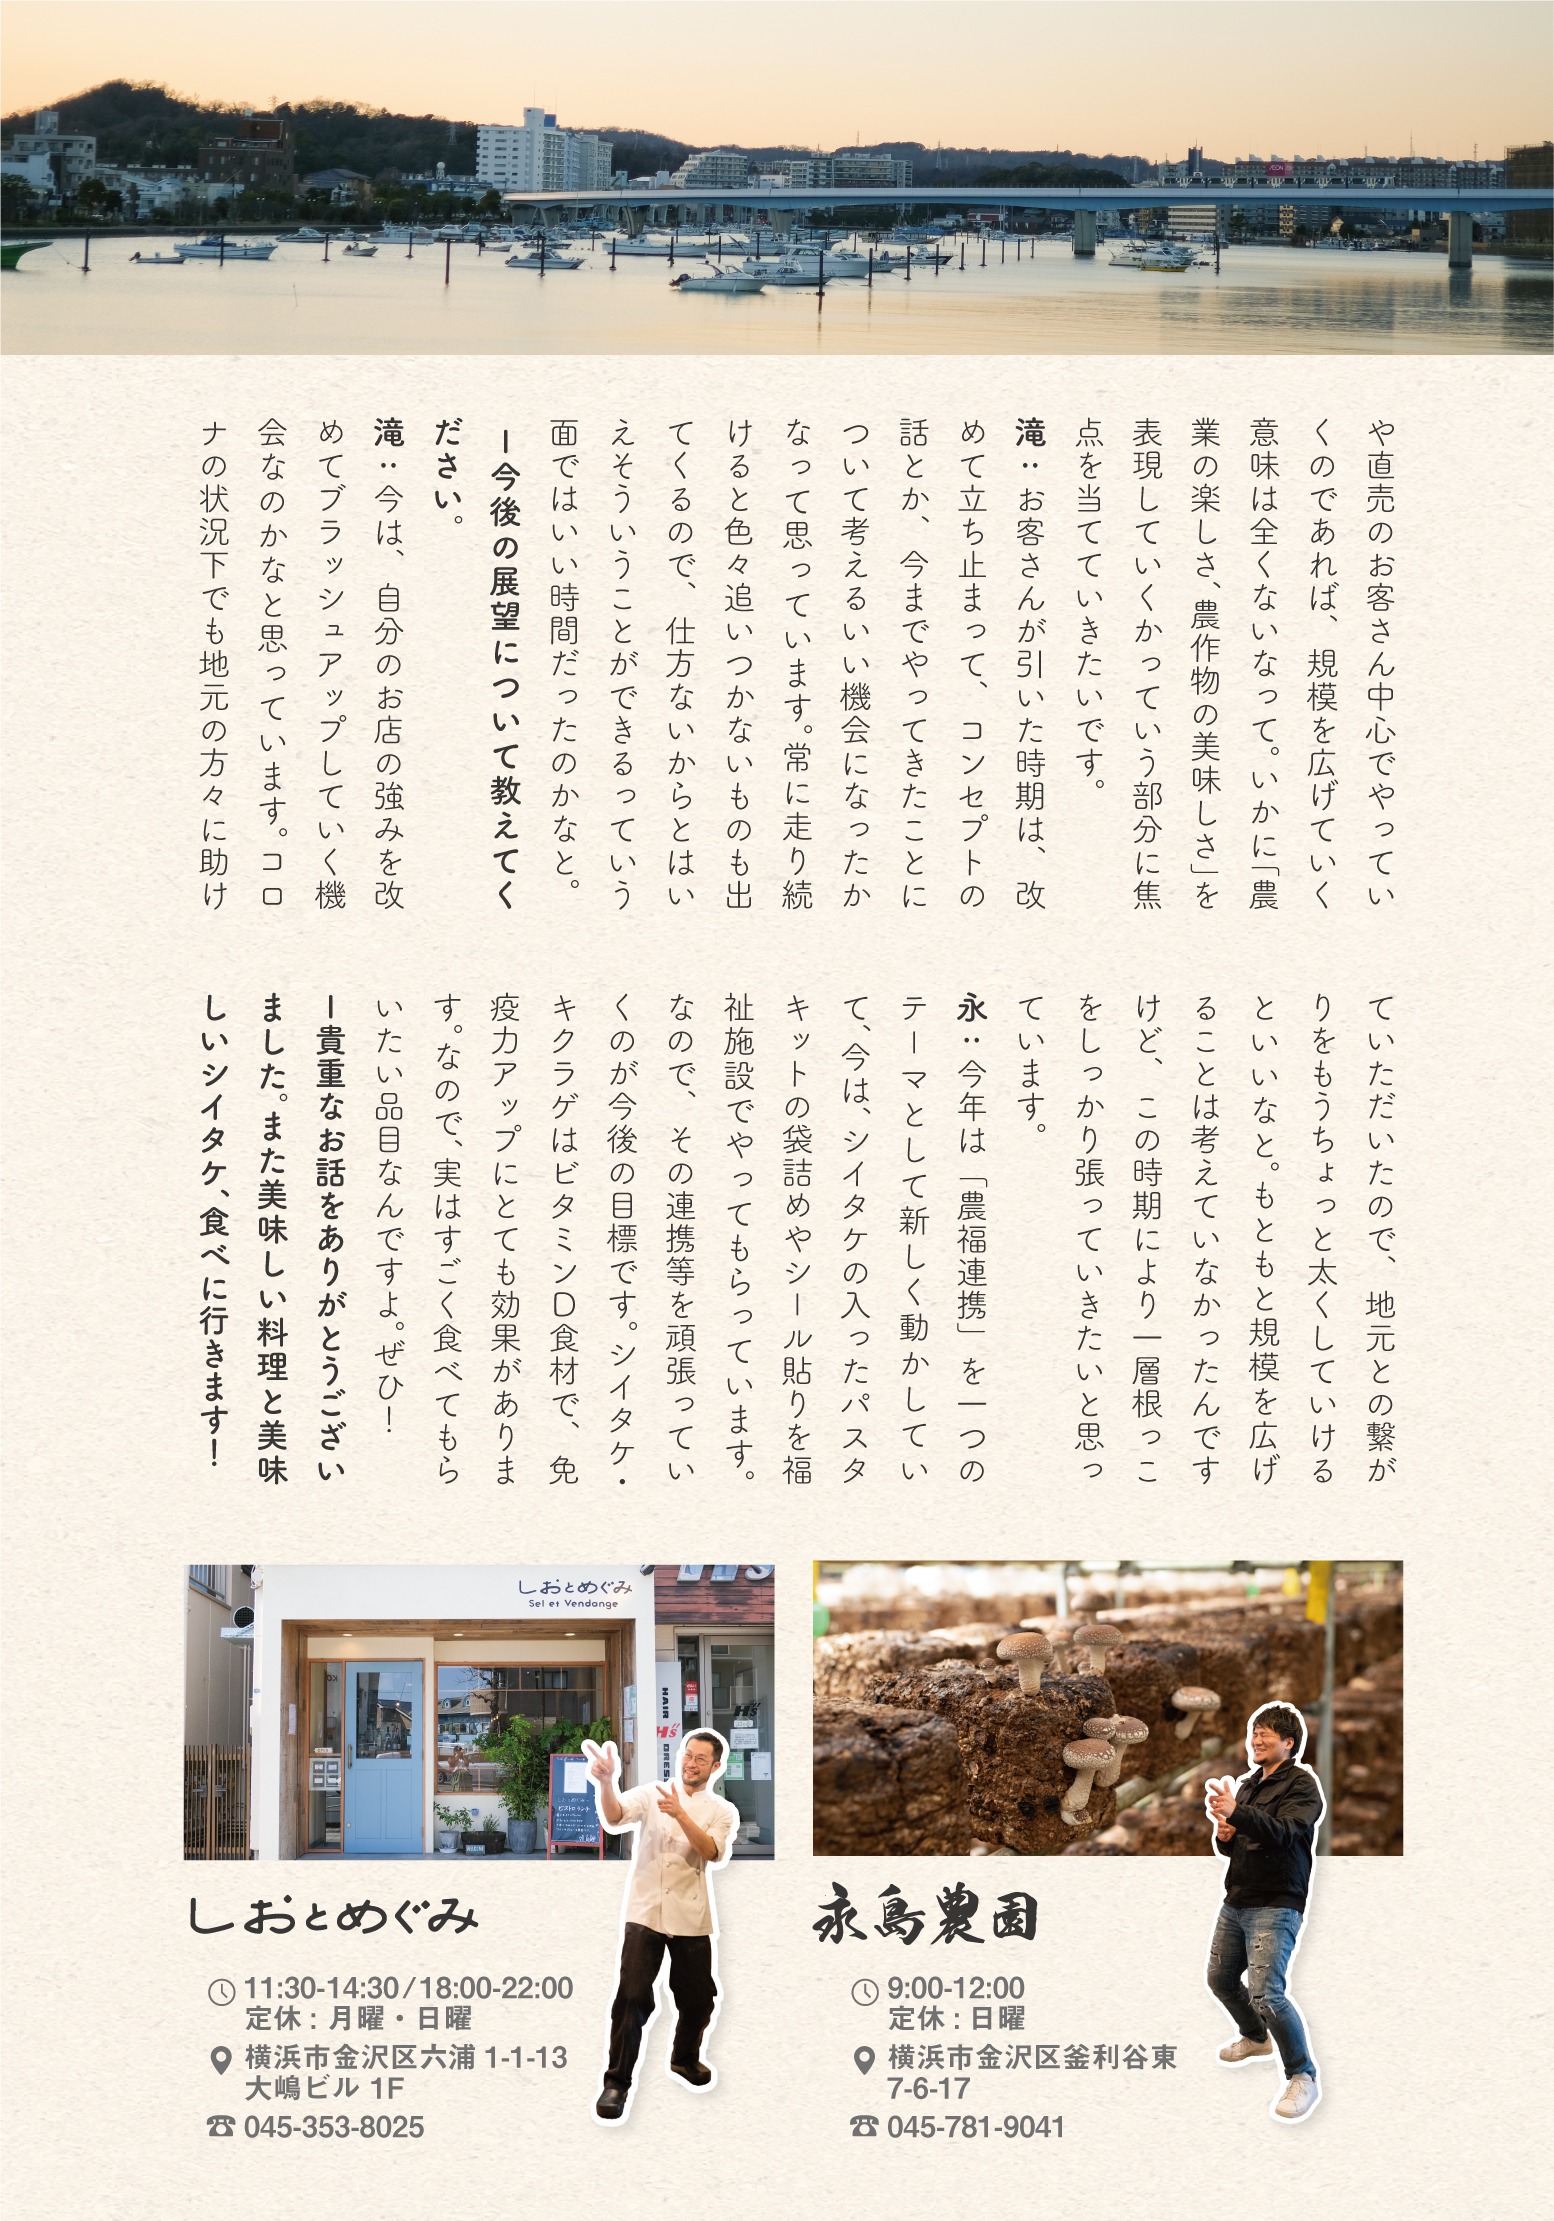 や直売のお客さん中心でやってい
くのであれば、規模を広げていく
意味は全くないなって。いかに「農
業の楽しさ、農作物の美味しさ」を
表現していくかっていう部分に焦
点を当てていきたいです。
滝：お客さんが引いた時期は、改
めて立ち止まって、コンセプトの
話とか、今までやってきたことに
ついて考えるいい機会になったか
なって思っています。常に走り続
けると色々追いつかないものも出
てくるので、仕方ないからとはい
えそういうことができるっていう
面ではいい時間だったのかなと。
ー今後の展望について教えてく
ださい。
滝：今は、自分のお店の強みを改
めてブラッシュアップしていく機
会なのかなと思っています。コロ
ナの状況下でも地元の方々に助け
ていただいたので、地元との繋が
りをもうちょっと太くしていける
といいなと。もともと規模を広げ
ることは考えていなかったんです
けど、この時期により一層根っこ
をしっかり張っていきたいと思っ
ています。
永：今年は「農福連携」を一つの
テーマとして新しく動かしてい
て、今は、シイタケの入ったパスタ
キットの袋詰めやシール貼りを福
祉施設でやってもらっています。
なので、その連携等を頑張ってい
くのが今後の目標です。シイタケ・
キクラゲはビタミンD食材で、免
疫力アップにとても効果がありま
す。なので、実はすごく食べてもら
いたい品目なんですよ。ぜひ！
ー貴重なお話をありがとうござい
ました。また美味しい料理と美味
しいシイタケ、食べに行きます！
しおとめぐみ
Sel et Vendange
HAIR
H's
DRESS
ビストロランチ
しおとめぐみ
11:30-14:30/18:00-22:00
定休：月曜・日曜
横浜市金沢区六浦 1-1-13
大嶋ビル 1F
045-353-8025
永島農園
9:00-12:00
定休：日曜
横浜市金沢区釜利谷東
7-6-17
045-781-9041